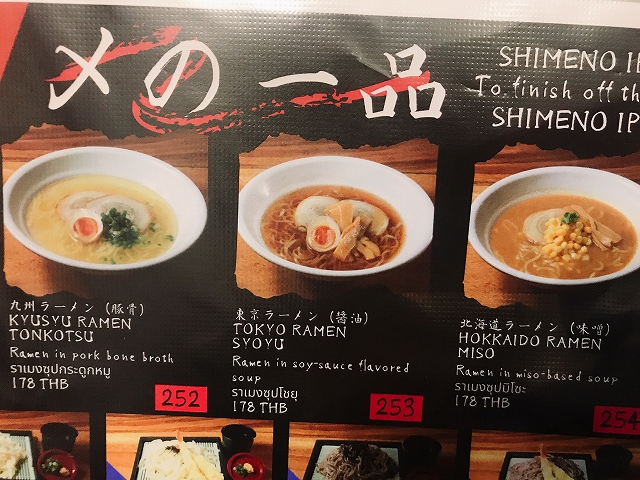 〆の一品
SHIMENO IP
To finish off th
SHIMENO IP
九州ラーメン (豚骨)
KYUSYU RAMEN
TONKOTSU
Ramen in pork bone broth
ราเมงซุปกระดูกหมู
178 THB
252
東京ラーメン (醤油)
TOKYO RAMEN
SYOYU
Ramen in soy-sauce flavored
soup
ราเมงซุปโชยุ
178 THB
253
北海道ラーメン (味噌)
HOKKAIDO RAMEN
MISO
Ramen in miso-based soup
ราเมงซุปมิโซะ
178 THB
254